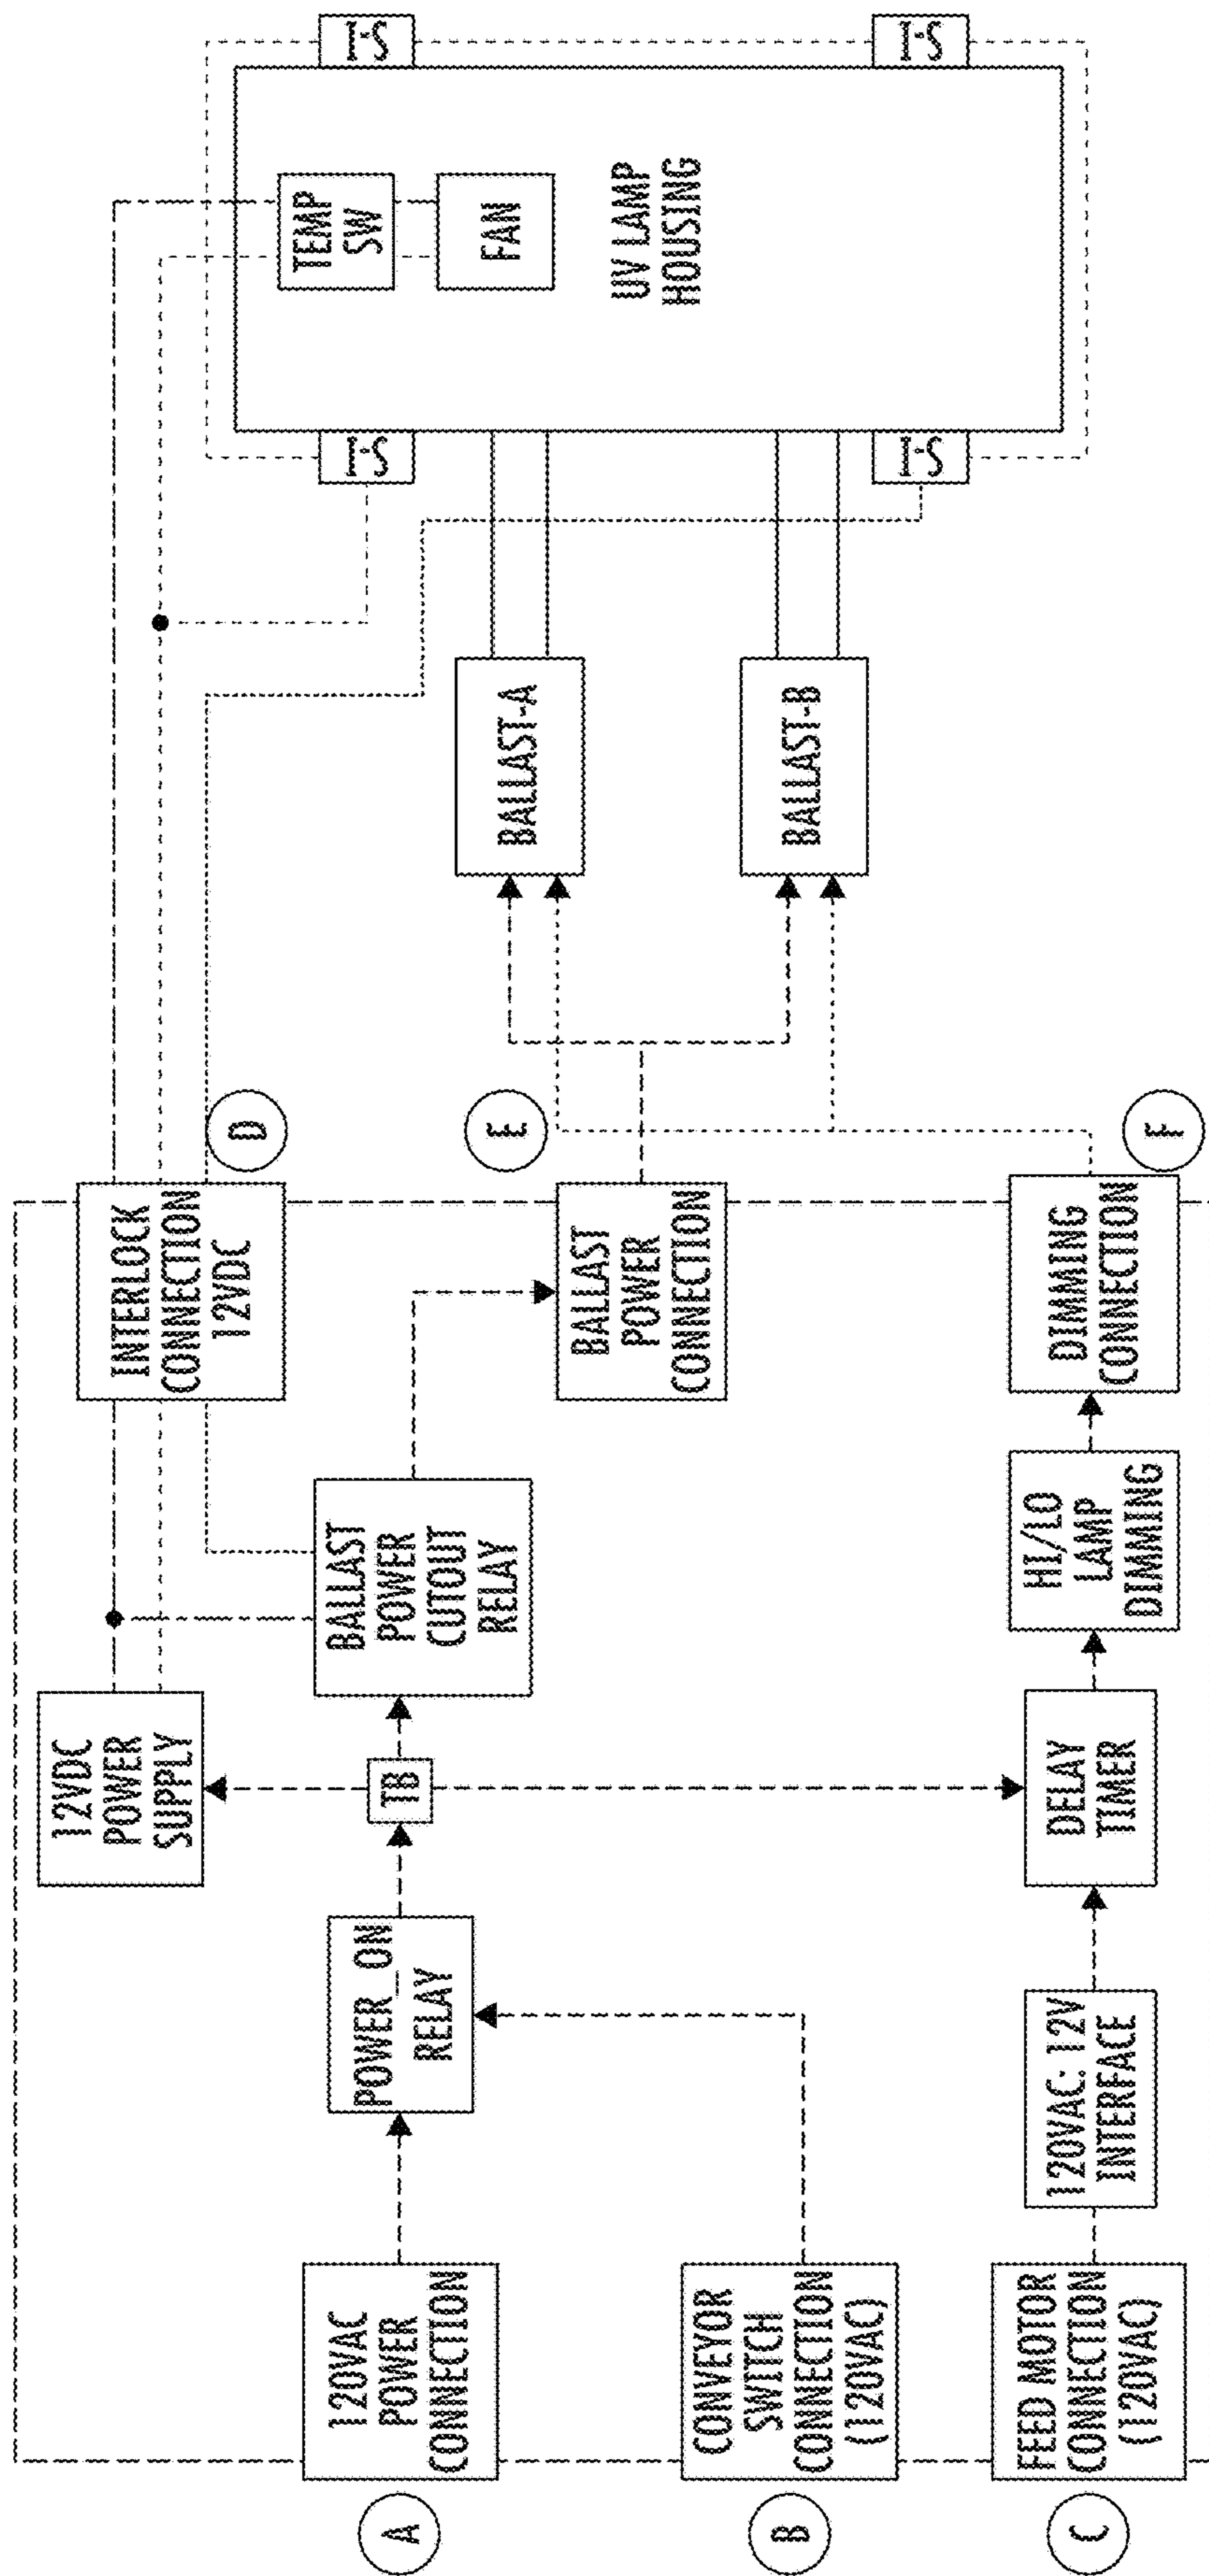 A
120VAC
POWER
CONNECTION
B
CONVEYOR
SWITCH
CONNECTION
(120VAC)
C
FEED MOTOR
CONNECTION
(120VAC)
POWER_ON
RELAY
120VAC: 12V
INTERFACE
12VDC
POWER
SUPPLY
TB
DELAY
TIMER
BALLAST
POWER
CUTOUT
RELAY
HI/LO
LAMP
DIMMING
INTERLOCK
CONNECTION
12VDC
D
BALLAST
POWER
CONNECTION
E
DIMMING
CONNECTION
F
BALLAST-A
BALLAST-B
I-S
I-S
TEMP
SW
FAN
UV LAMP
HOUSING
I-S
I-S